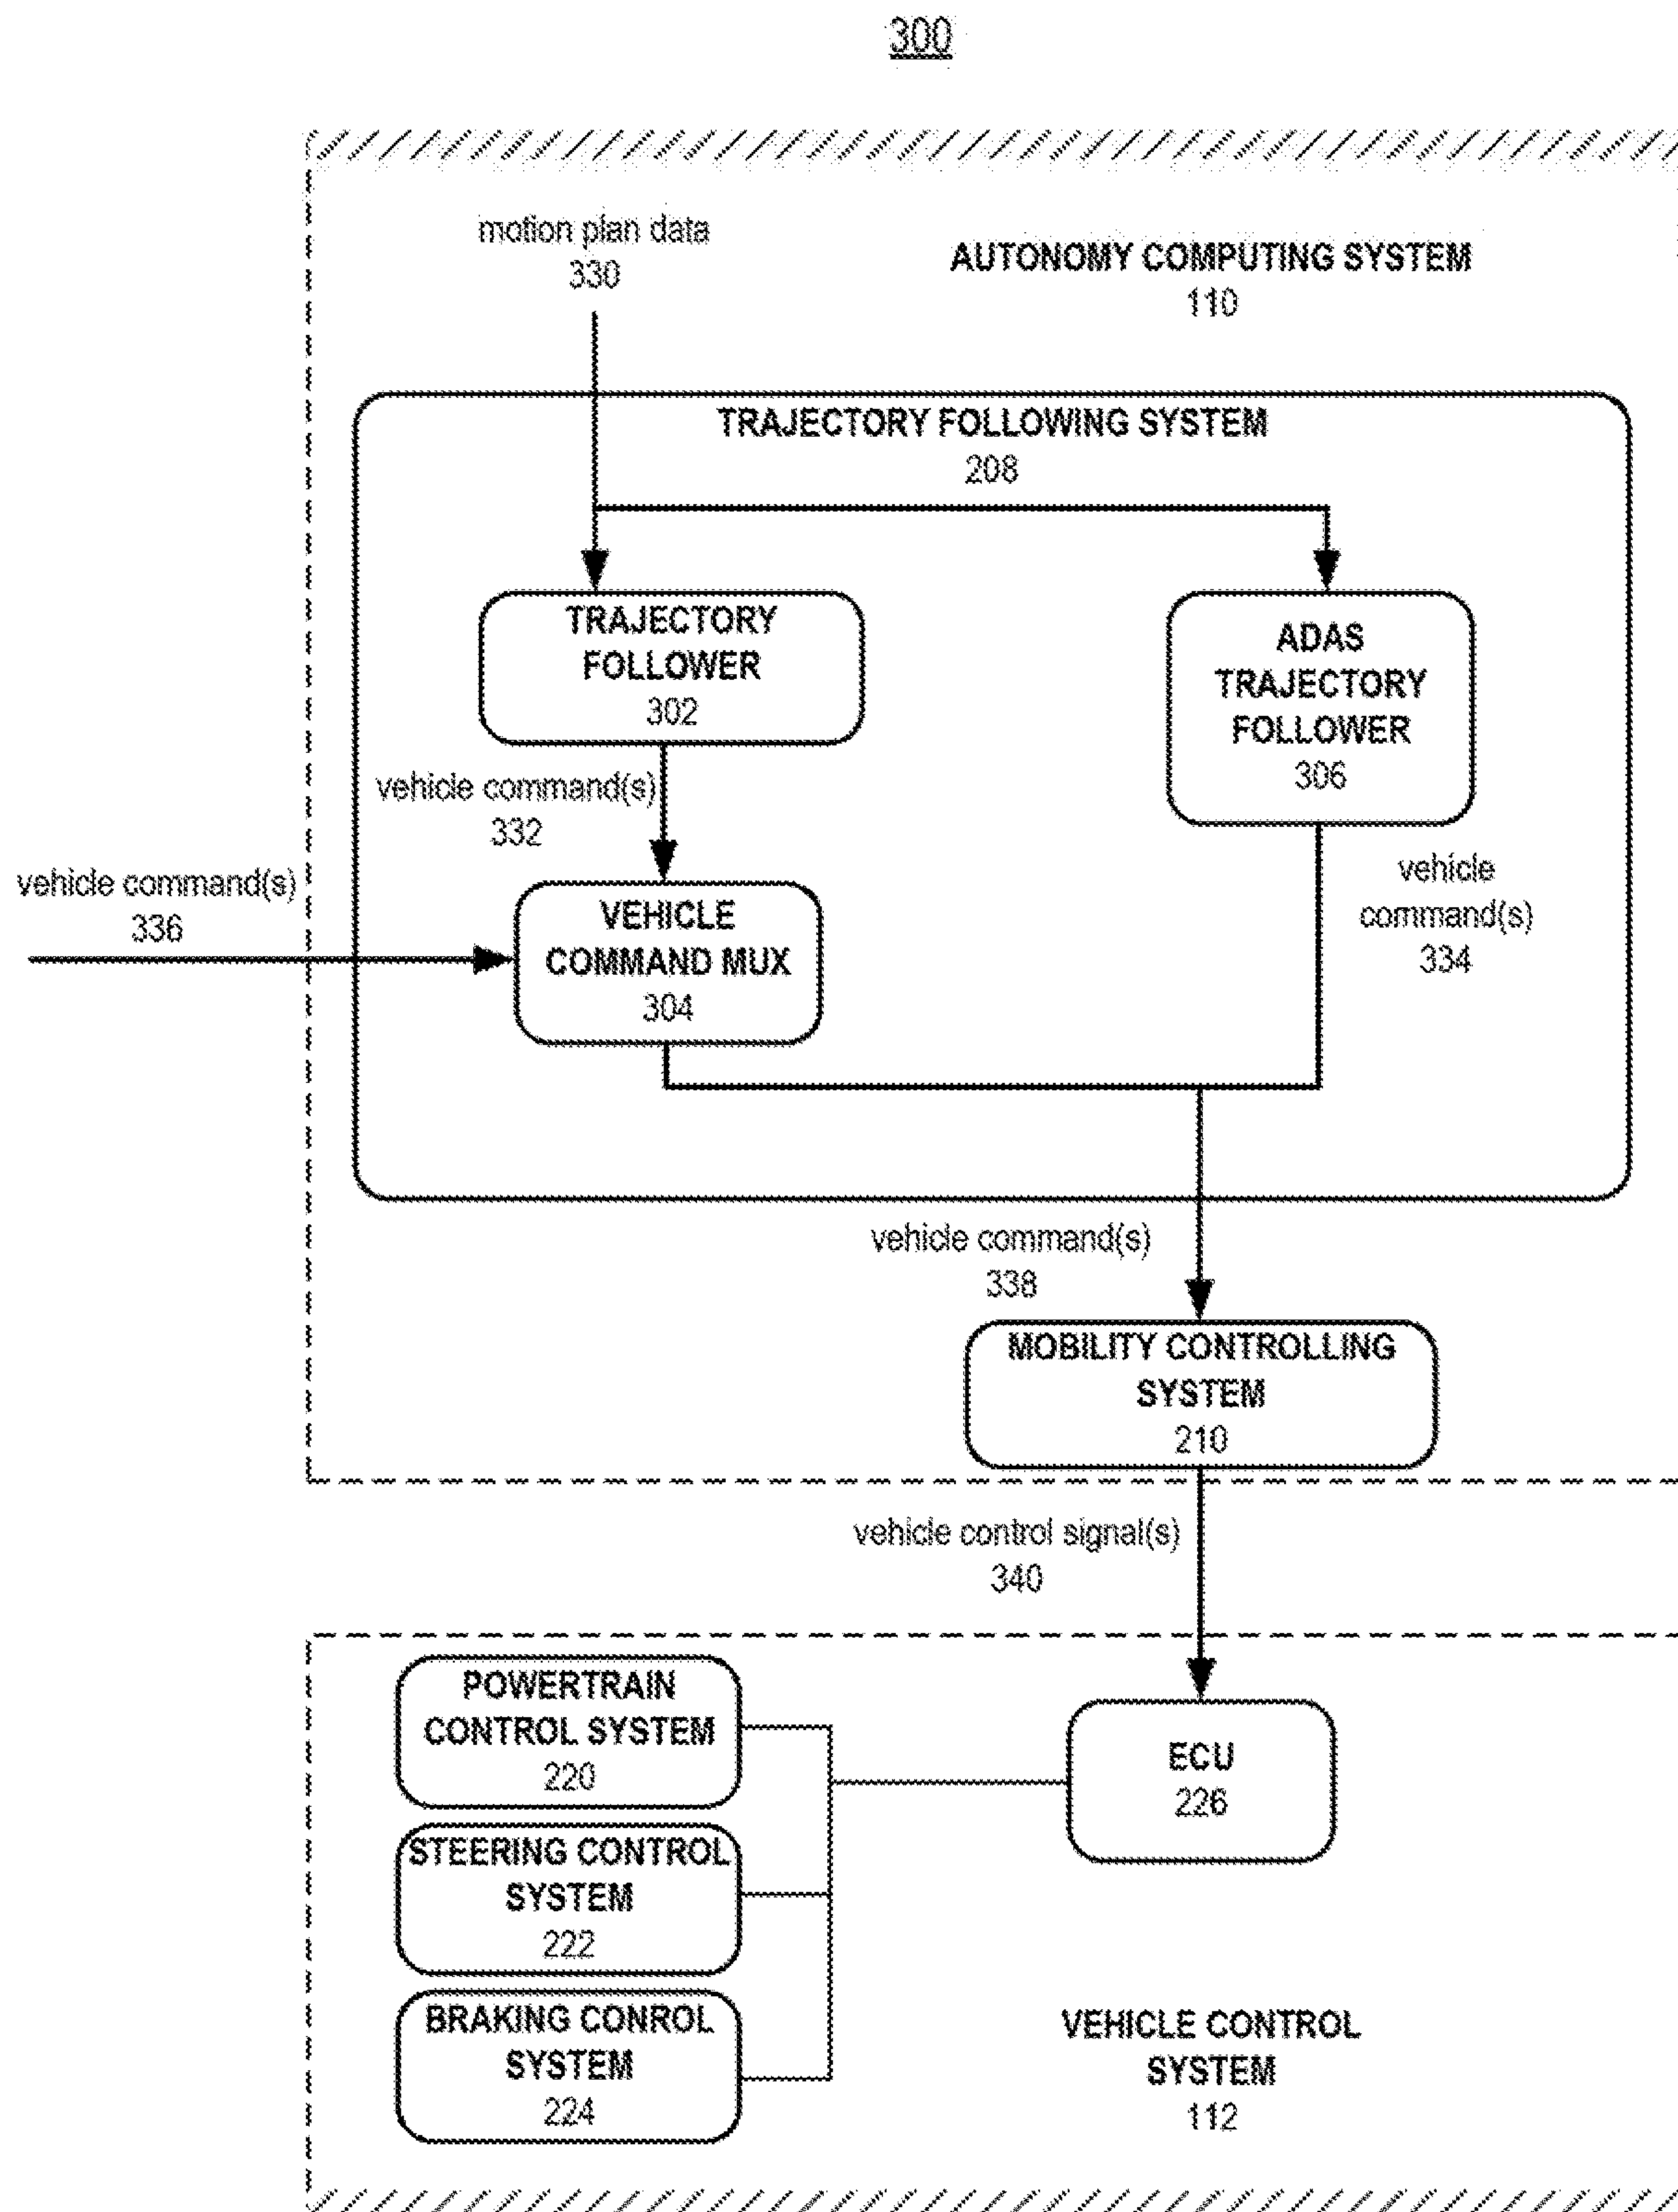 300
motion plan data
330
AUTONOMY COMPUTING SYSTEM
110
TRAJECTORY FOLLOWING SYSTEM
208
TRAJECTORY
FOLLOWER
302
ADAS
TRAJECTORY
FOLLOWER
306
vehicle command(s)
332
vehicle command(s)
336
VEHICLE
COMMAND MUX
304
vehicle
command(s)
334
vehicle command(s)
338
MOBILITY CONTROLLING
SYSTEM
210
vehicle control signal(s)
340
POWERTRAIN
CONTROL SYSTEM
220
ECU
226
STEERING CONTROL
SYSTEM
222
BRAKING CONROL
SYSTEM
224
VEHICLE CONTROL
SYSTEM
112